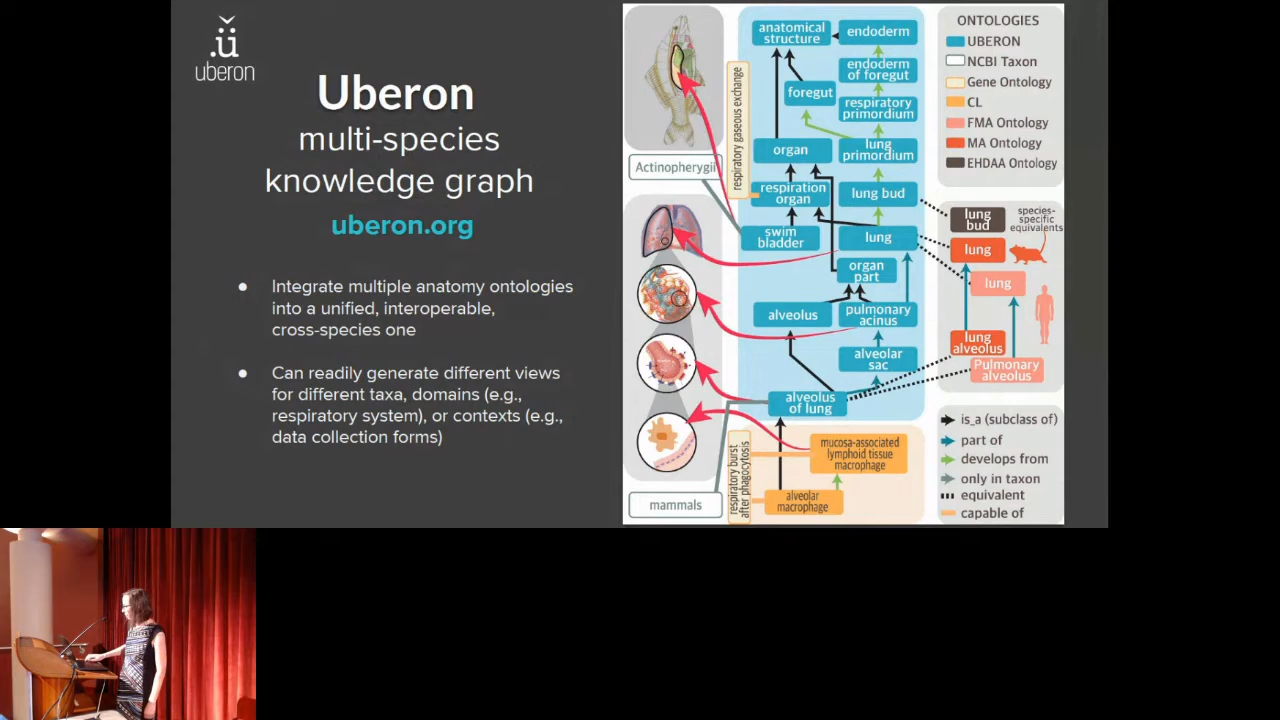 uberon
Uberon
multi-species
knowledge graph
uberon.org
● Integrate multiple anatomy ontologies
into a unified, interoperable,
cross-species one
● Can readily generate different views
for different taxa, domains (e.g.,
respiratory system), or contexts (e.g.,
data collection forms)
Actinopherygii
mammals
respiratory gaseous exchange
anatomical
structure
endoderm
endoderm
of foregut
foregut
respiratory
primordium
organ
lung
primordium
respiration
organ
lung bud
swim
bladder
lung
organ
part
alveolus
pulmonary
acinus
alveolar
sac
alveolus
of lung
respiratory burst
after phagocytosis
mucosa-associated
lymphoid tissue
macrophage
alveolar
macrophage
ONTOLOGIES
UBERON
NCBI Taxon
Gene Ontology
CL
FMA Ontology
MA Ontology
EHDAA Ontology
lung
bud
species-
specific
equivalents
lung
lung
lung
alveolus
Pulmonary
alveolus
is_a (subclass of)
part of
develops from
only in taxon
equivalent
capable of